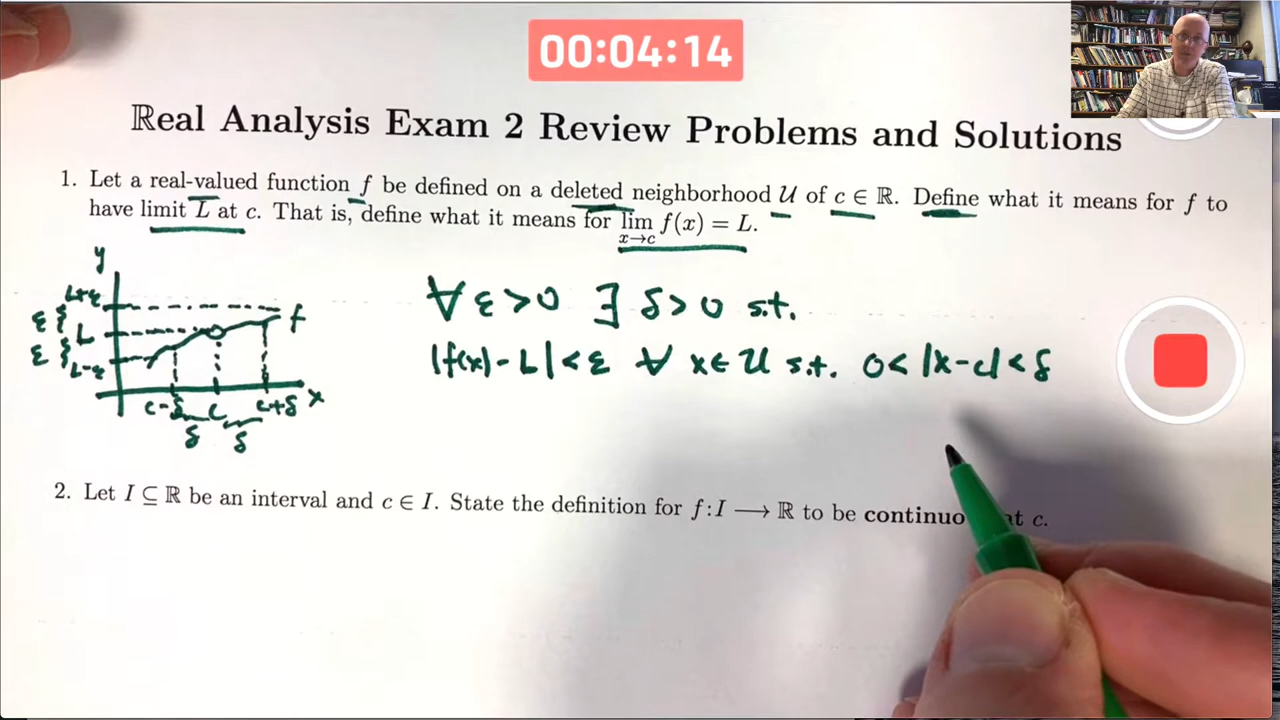 00:04:14
Real Analysis Exam 2 Review Problems and Solutions
1. Let a real-valued function f be defined on a deleted neighborhood 𝒰 of c ∈ ℝ. Define what it means for f to
have limit L at c. That is, define what it means for lim f(x) = L.
x→c
y
L+ε
ε
L
f
ε
L-ε
x
c-δ c c+δ
δ δ
∀ ε > 0 ∃ δ > 0 s.t.
|f(x) - L| < ε ∀ x ∈ 𝒰 s.t. 0 < |x - c| < δ
2. Let I ⊆ ℝ be an interval and c ∈ I. State the definition for f : I ⟶ ℝ to be continuo t c.